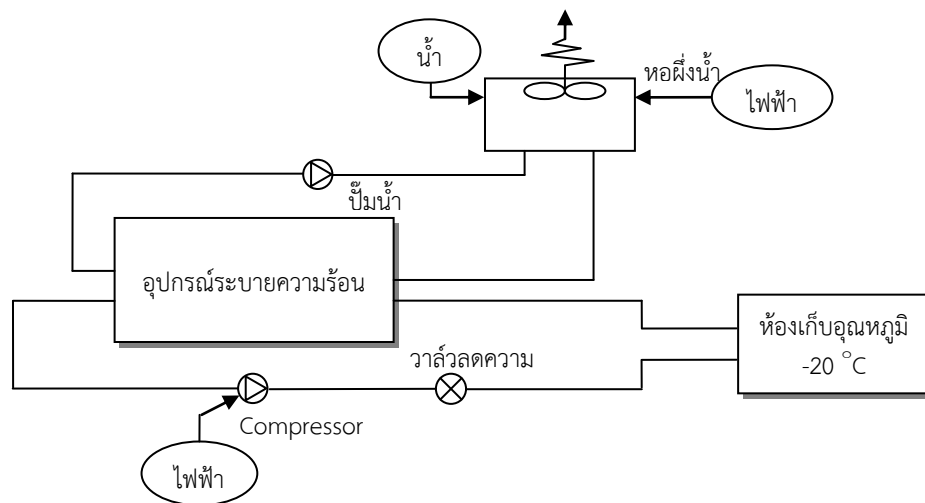 น้ำ
หอผึ่งน้ำ
ไฟฟ้า
ปั๊มน้ำ
อุปกรณ์ระบายความร้อน
ห้องเก็บอุณหภูมิ
-20 °C
วาล์วลดความ
Compressor
ไฟฟ้า